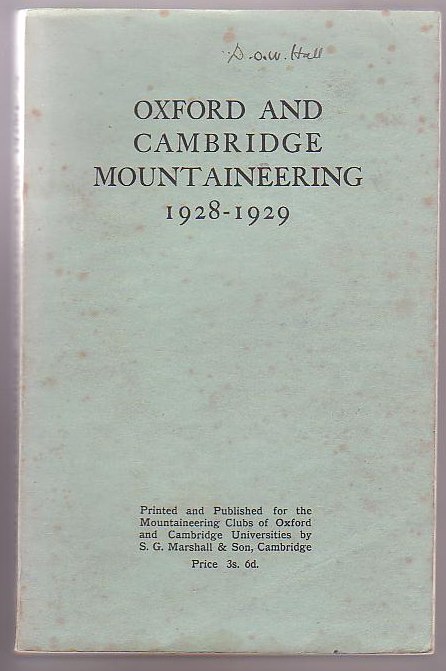 D.O.W. Hall
OXFORD AND
CAMBRIDGE
MOUNTAINEERING
1928-1929
Printed and Published for the
Mountaineering Clubs of Oxford
and Cambridge Universities by
S. G. Marshall & Son, Cambridge
Price 3s. 6d.